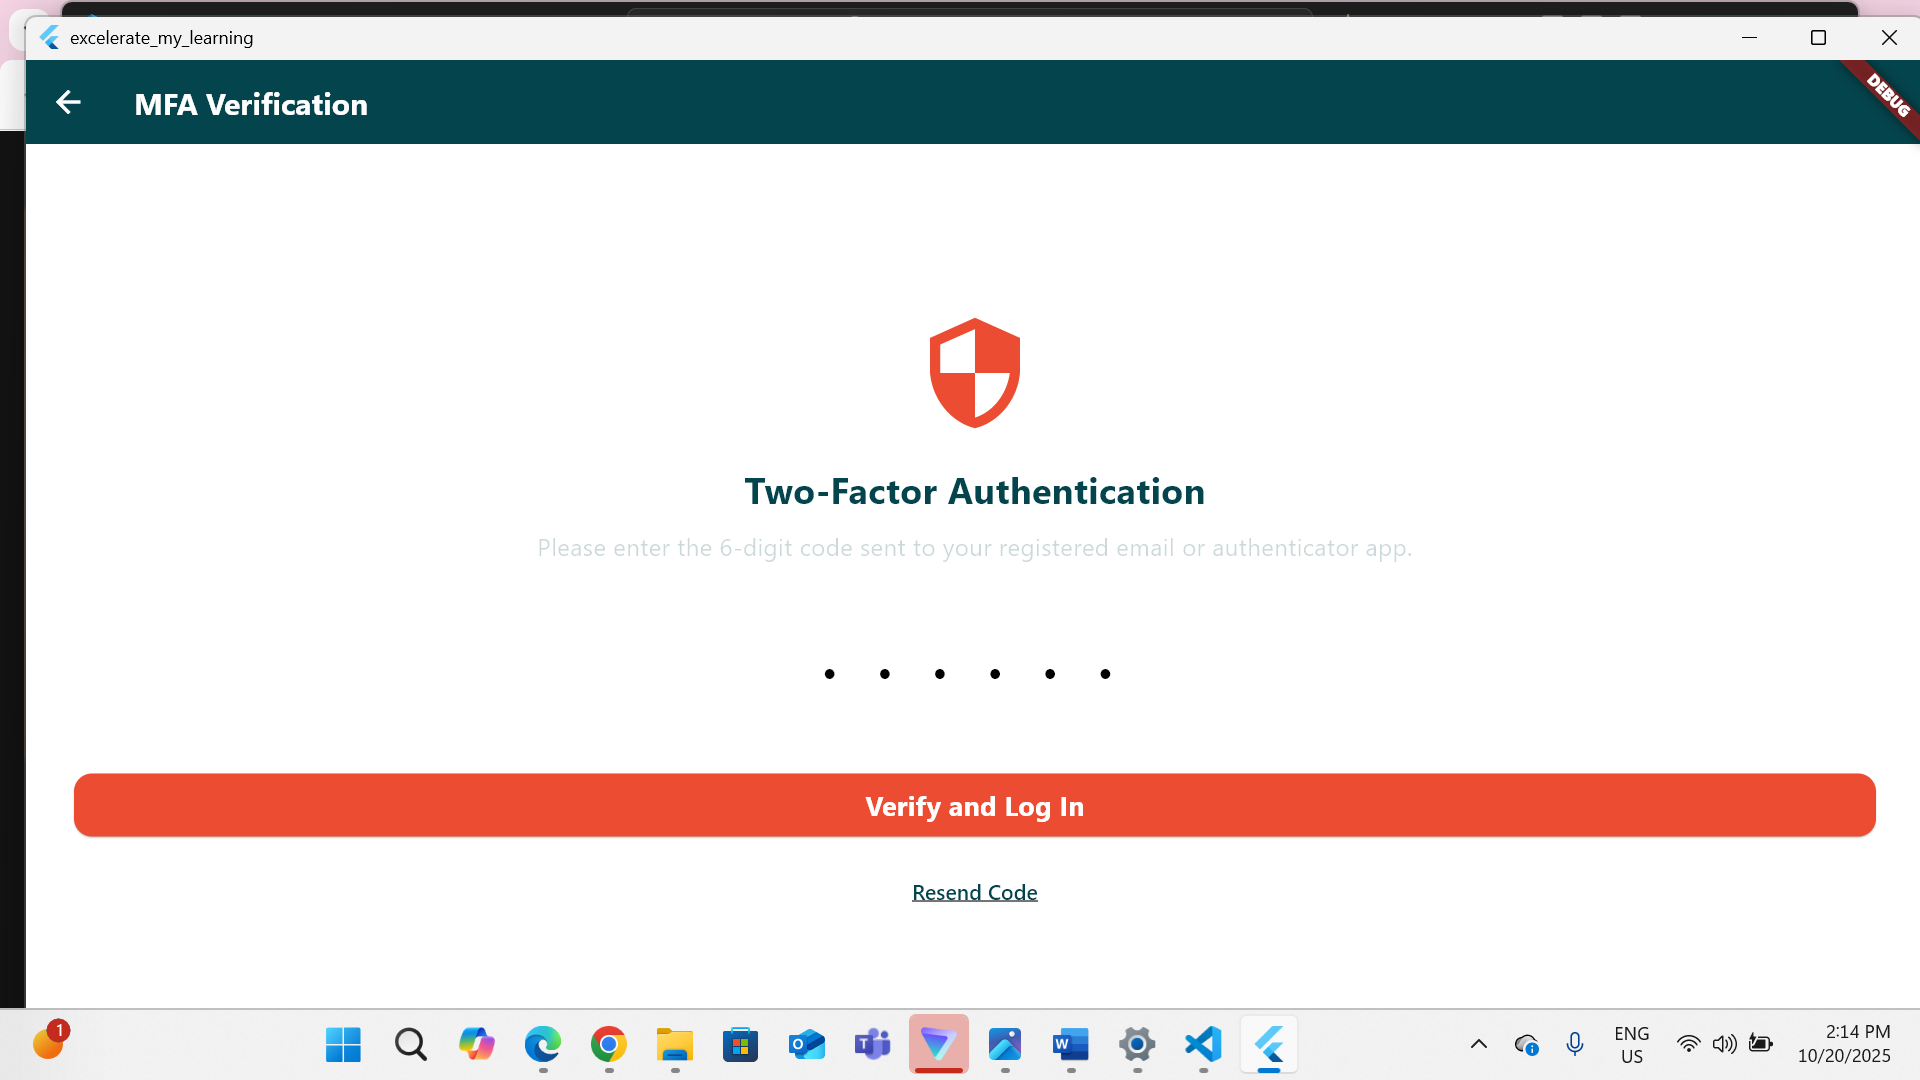 excelerate_my_learning
MFA Verification
DEBUG
Two-Factor Authentication
Please enter the 6-digit code sent to your registered email or authenticator app.
Verify and Log In
Resend Code
1
ENG
US
2:14 PM
10/20/2025